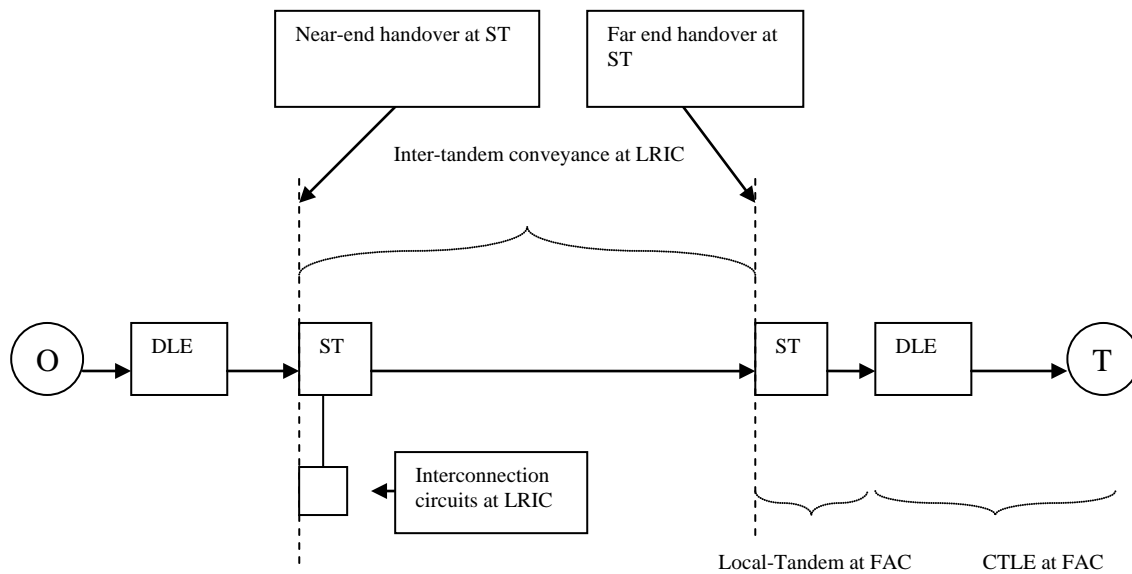 Near-end handover at ST
Far end handover at
ST
Inter-tandem conveyance at LRIC
O
DLE
ST
ST
DLE
T
Interconnection
circuits at LRIC
Local-Tandem at FAC
CTLE at FAC